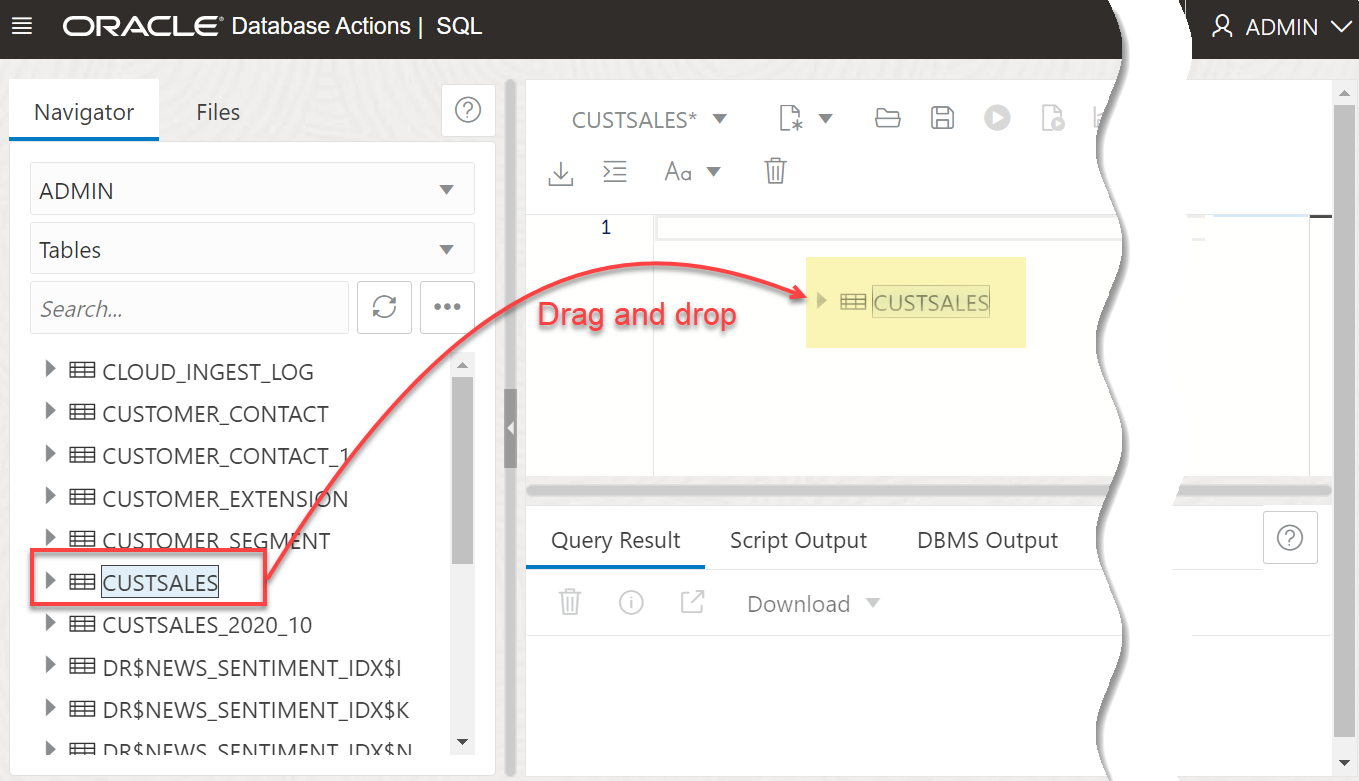 ORACLE Database Actions | SQL
ADMIN
Navigator
Files
CUSTSALES*
Aa
ADMIN
Tables
Search...
1
CUSTSALES
Drag and drop
CLOUD_INGEST_LOG
CUSTOMER_CONTACT
CUSTOMER_CONTACT_1
CUSTOMER_EXTENSION
CUSTOMER_SEGMENT
CUSTSALES
CUSTSALES_2020_10
DR$NEWS_SENTIMENT_IDX$I
DR$NEWS_SENTIMENT_IDX$K
DR$NEWS_SENTIMENT_IDX$N
Query Result
Script Output
DBMS Output
Download